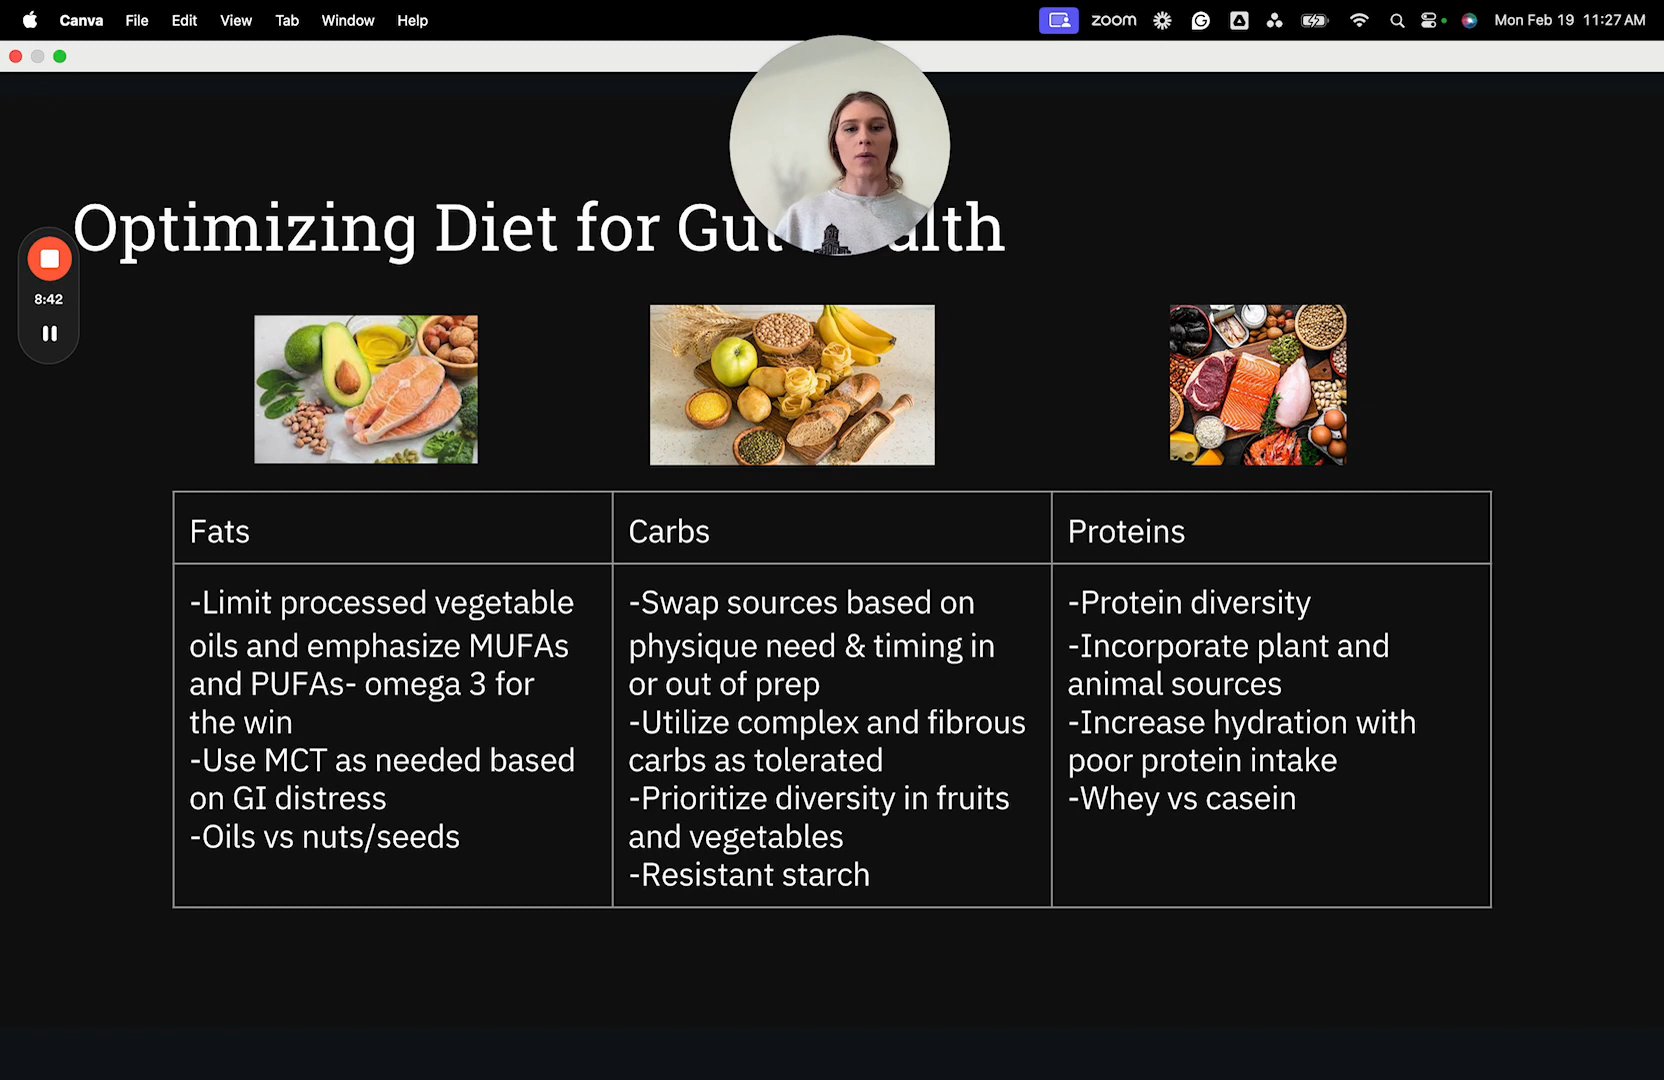 Canva File Edit View Tab Window Help
zoom Mon Feb 19 11:27 AM
Optimizing Diet for Gut alth
8:42
Fats
-Limit processed vegetable
oils and emphasize MUFAs
and PUFAs- omega 3 for
the win
-Use MCT as needed based
on GI distress
-Oils vs nuts/seeds
Carbs
-Swap sources based on
physique need & timing in
or out of prep
-Utilize complex and fibrous
carbs as tolerated
-Prioritize diversity in fruits
and vegetables
-Resistant starch
Proteins
-Protein diversity
-Incorporate plant and
animal sources
-Increase hydration with
poor protein intake
-Whey vs casein